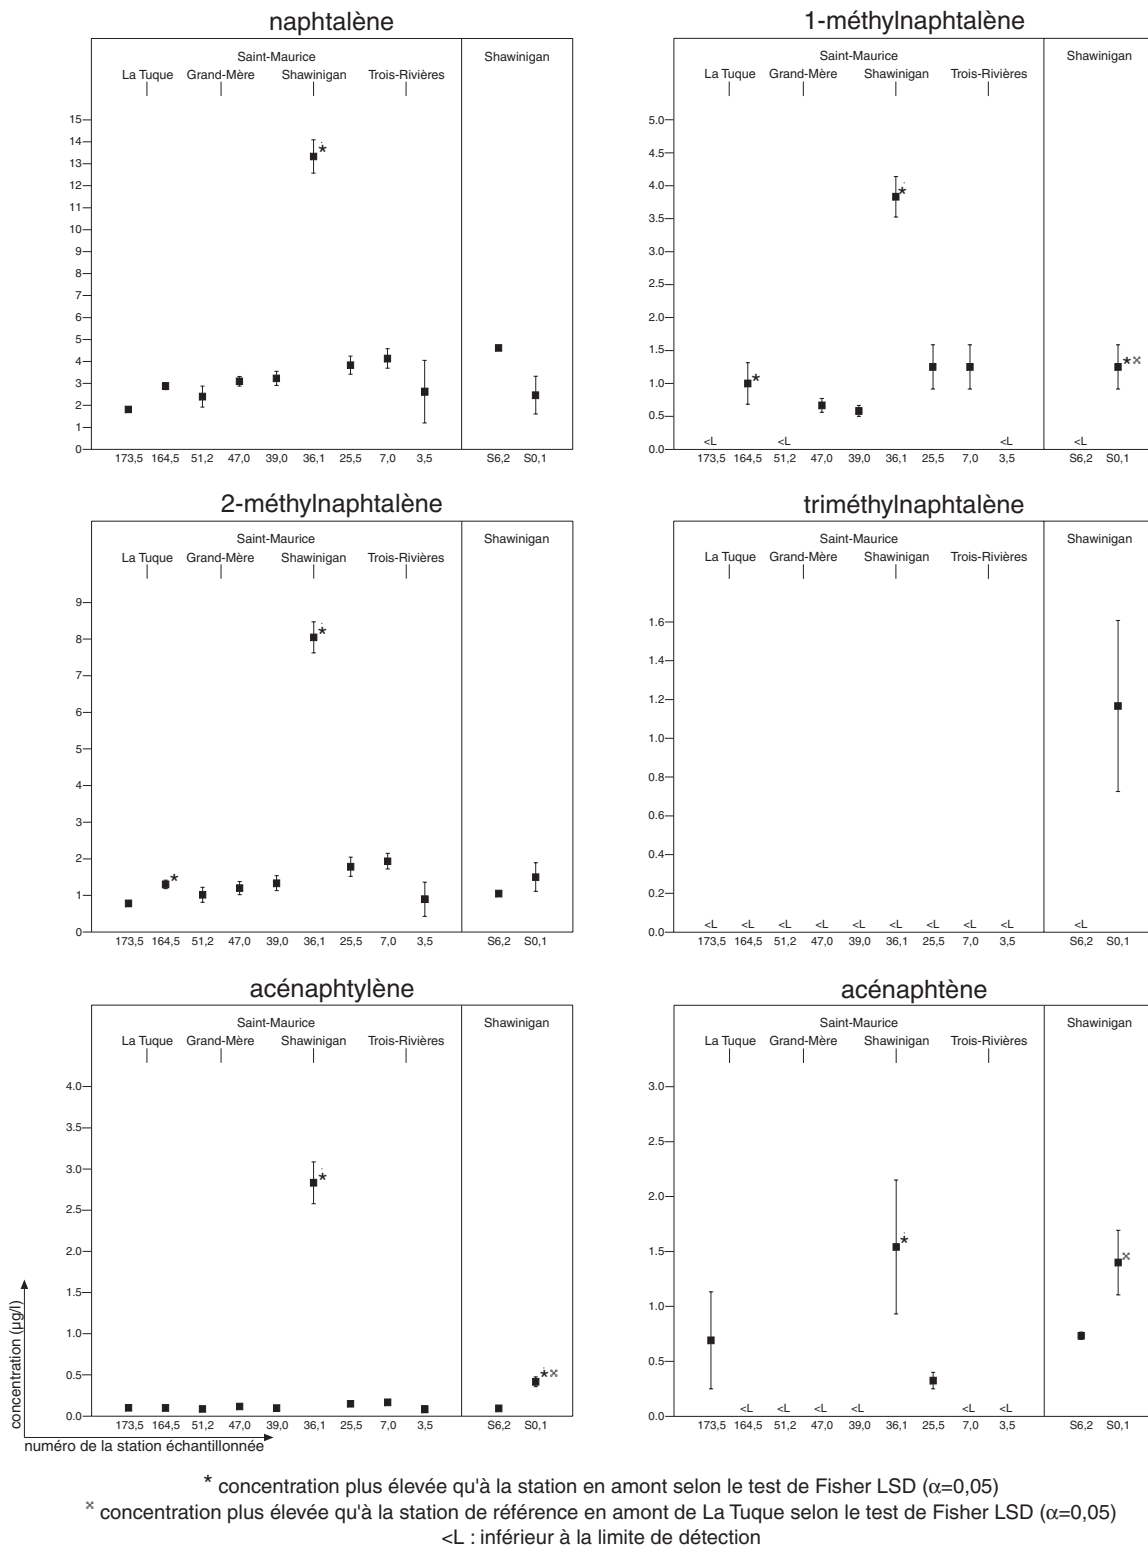 naphtalène
Saint-Maurice Shawinigan
La Tuque Grand-Mère Shawinigan Trois-Rivières
15
14
13
*
12
11
10
9
8
7
6
5
4
3
2
1
0
173,5 164,5 51,2 47,0 39,0 36,1 25,5 7,0 3,5 S6,2 S0,1
1-méthylnaphtalène
Saint-Maurice Shawinigan
La Tuque Grand-Mère Shawinigan Trois-Rivières
5.0
4.5
4.0
*
3.5
3.0
2.5
2.0
1.5
*×
1.0
*
0.5
0.0
<L <L <L <L
173,5 164,5 51,2 47,0 39,0 36,1 25,5 7,0 3,5 S6,2 S0,1
2-méthylnaphtalène
Saint-Maurice Shawinigan
La Tuque Grand-Mère Shawinigan Trois-Rivières
9
8
*
7
6
5
4
3
2
*
1
0
173,5 164,5 51,2 47,0 39,0 36,1 25,5 7,0 3,5 S6,2 S0,1
triméthylnaphtalène
Saint-Maurice Shawinigan
La Tuque Grand-Mère Shawinigan Trois-Rivières
1.6
1.4
1.2
1.0
0.8
0.6
0.4
0.2
0.0
<L <L <L <L <L <L <L <L <L <L
173,5 164,5 51,2 47,0 39,0 36,1 25,5 7,0 3,5 S6,2 S0,1
acénaphtylène
Saint-Maurice Shawinigan
La Tuque Grand-Mère Shawinigan Trois-Rivières
4.0
3.5
3.0
*
2.5
2.0
1.5
1.0
0.5
*×
0.0
173,5 164,5 51,2 47,0 39,0 36,1 25,5 7,0 3,5 S6,2 S0,1
concentration (µg/l)
numéro de la station échantillonnée
acénaphtène
Saint-Maurice Shawinigan
La Tuque Grand-Mère Shawinigan Trois-Rivières
3.0
2.5
2.0
*
1.5
×
1.0
0.5
0.0
<L <L <L <L <L <L
173,5 164,5 51,2 47,0 39,0 36,1 25,5 7,0 3,5 S6,2 S0,1
* concentration plus élevée qu'à la station en amont selon le test de Fisher LSD (α=0,05)
× concentration plus élevée qu'à la station de référence en amont de La Tuque selon le test de Fisher LSD (α=0,05)
<L : inférieur à la limite de détection